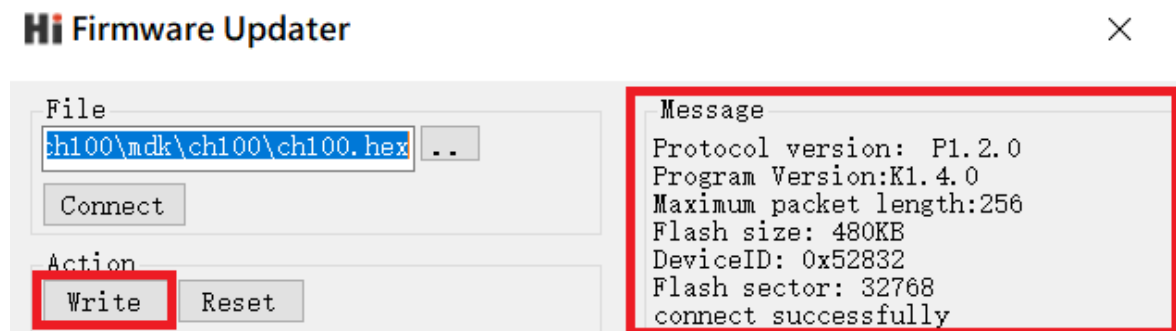 Hi Firmware Updater
File
ch100\mdk\ch100\ch100.hex ..
Connect
Action
Write Reset
Message
Protocol version: P1.2.0
Program Version:K1.4.0
Maximum packet length:256
Flash size: 480KB
DeviceID: 0x52832
Flash sector: 32768
connect successfully